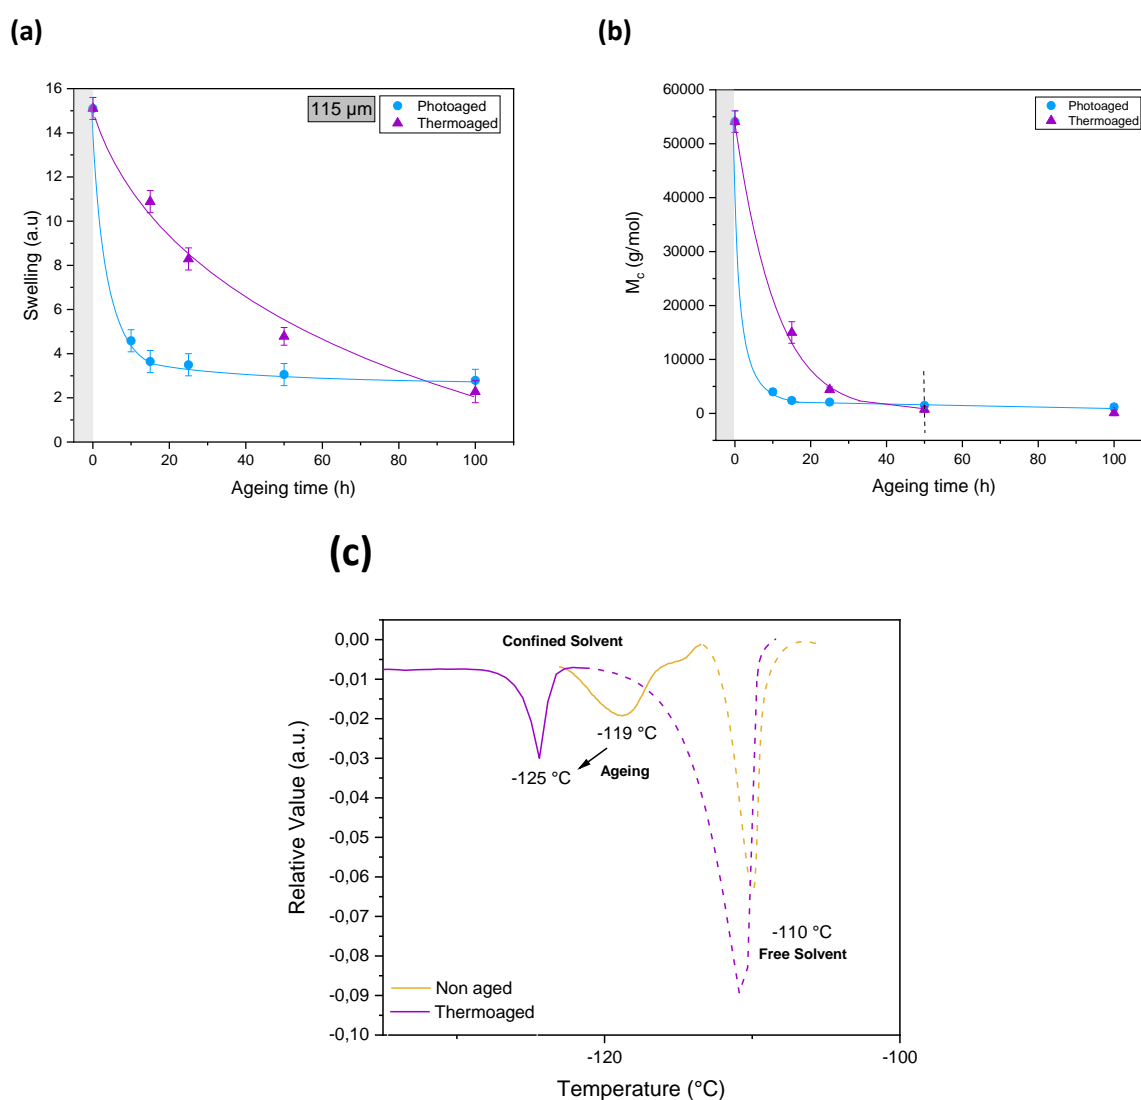 (a)
16
14
12
10
8
6
4
2
0
Swelling (a.u)
115 μm
Photoaged
Thermoaged
0 20 40 60 80 100
Ageing time (h)
(b)
60000
50000
40000
30000
20000
10000
0
Mc (g/mol)
Photoaged
Thermoaged
0 20 40 60 80 100
Ageing time (h)
(c)
0,00
-0,01
-0,02
-0,03
-0,04
-0,05
-0,06
-0,07
-0,08
-0,09
-0,10
Relative Value (a.u.)
Confined Solvent
-119 °C
-125 °C
Ageing
-110 °C
Free Solvent
Non aged
Thermoaged
-120 -100
Temperature (°C)